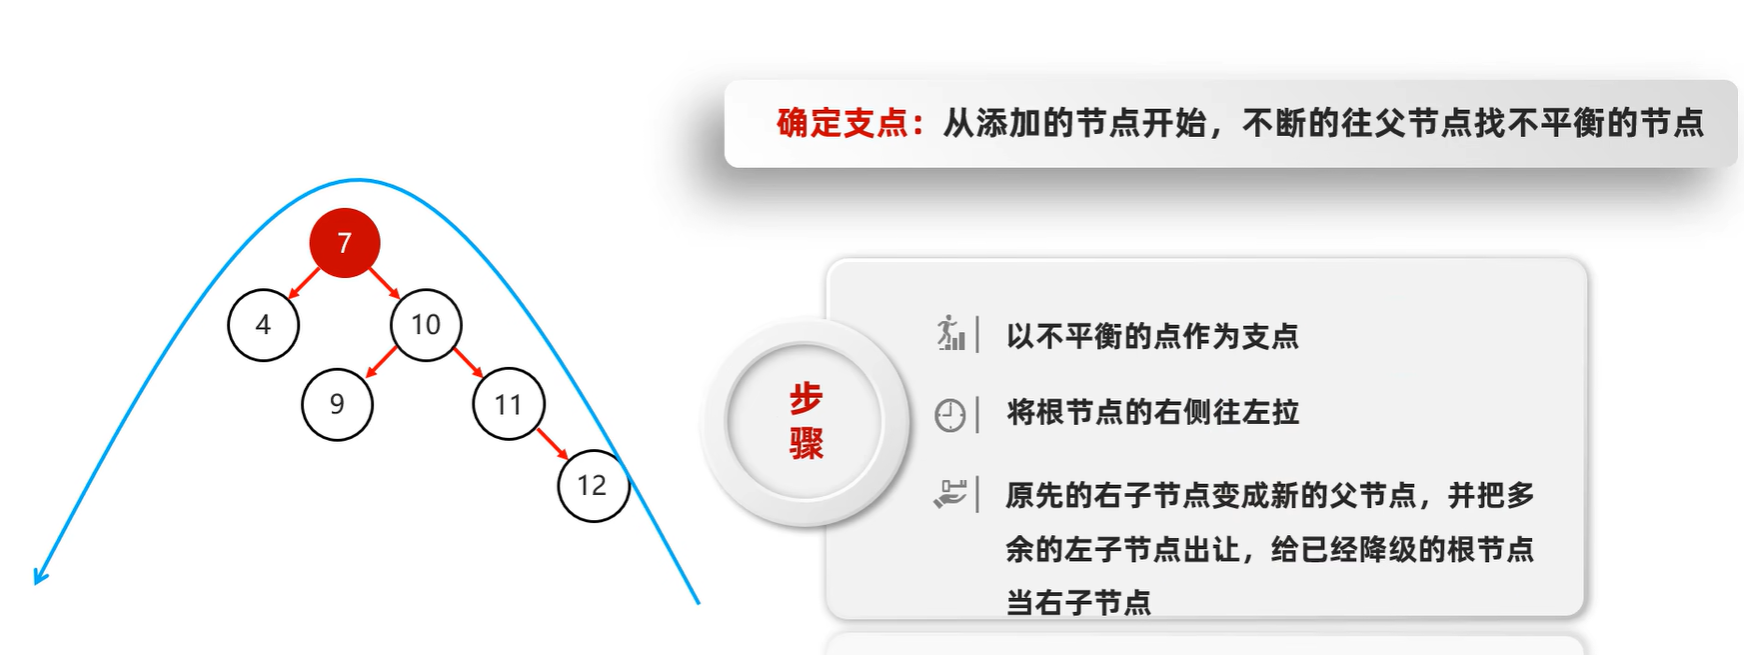 确定支点：从添加的节点开始，不断的往父节点找不平衡的节点
7
4
10
9
11
12
步
骤
以不平衡的点作为支点
将根节点的右侧往左拉
原先的右子节点变成新的父节点，并把多
余的左子节点出让，给已经降级的根节点
当右子节点